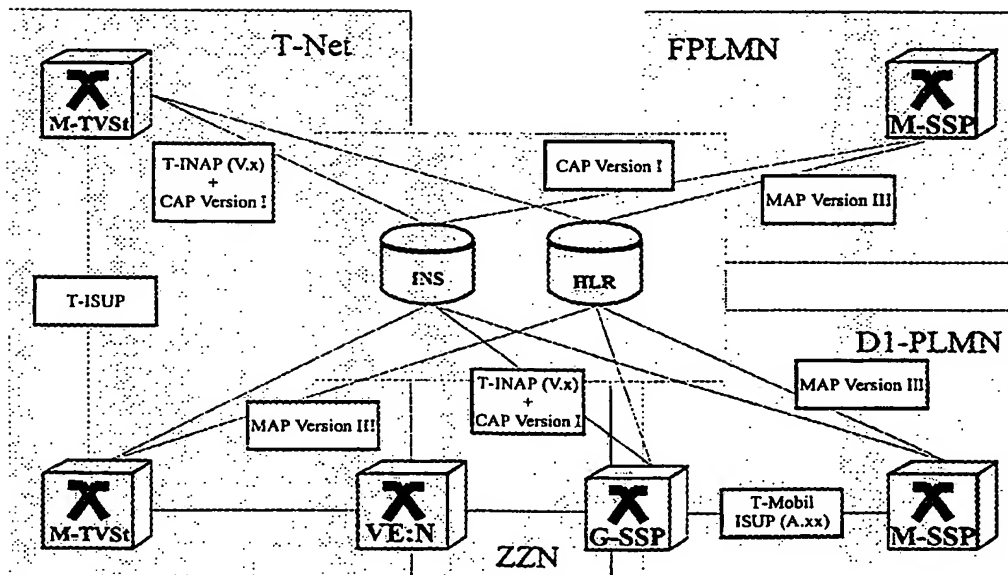 T-Net
FPLMN
M-TVSt
M-SSP
T-INAP (V.x)
+
CAP Version I
CAP Version I
MAP Version III
INS
HLR
T-ISUP
D1-PLMN
T-INAP (V.x)
+
CAP Version I
MAP Version III
MAP Version III
M-TVSt
VE:N
G-SSP
T-Mobil
ISUP (A.xx)
M-SSP
ZZN